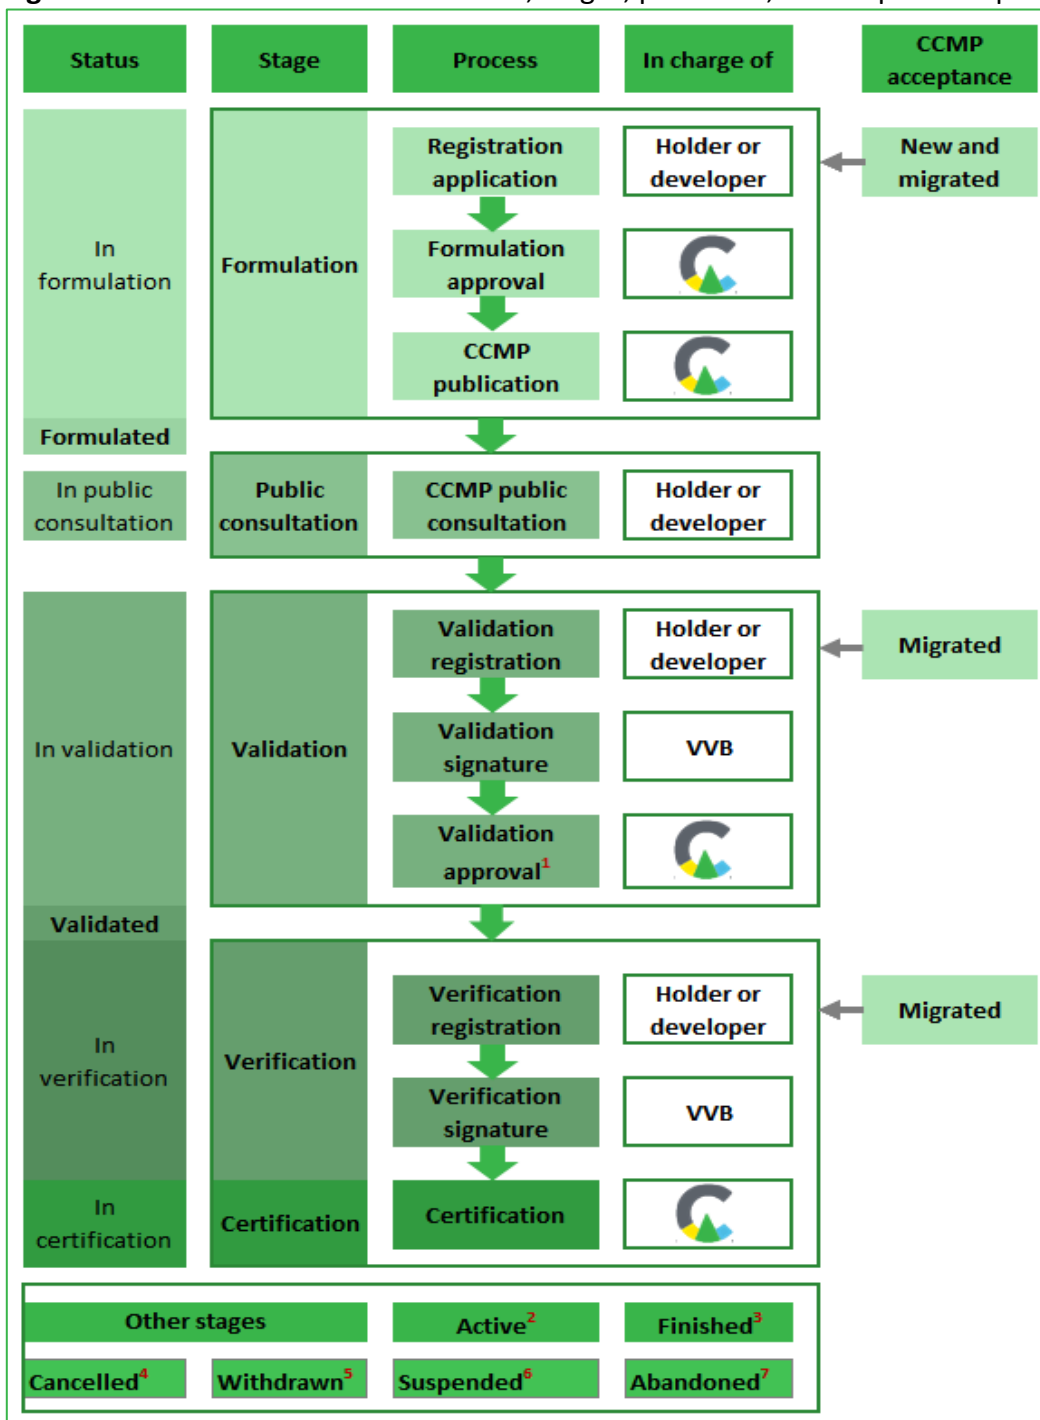 Status
Stage
Process
In charge of
CCMP
acceptance
In
formulation
Formulation
Registration
application
Holder or
developer
New and
migrated
Formulation
approval
CCMP
publication
Formulated
In public
consultation
Public
consultation
CCMP public
consultation
Holder or
developer
In validation
Validation
Validation
registration
Holder or
developer
Migrated
Validation
signature
VVB
Validation
approval¹
Validated
In
verification
Verification
Verification
registration
Holder or
developer
Migrated
Verification
signature
VVB
In
certification
Certification
Certification
Other stages
Active²
Finished³
Cancelled⁴
Withdrawn⁵
Suspended⁶
Abandoned⁷